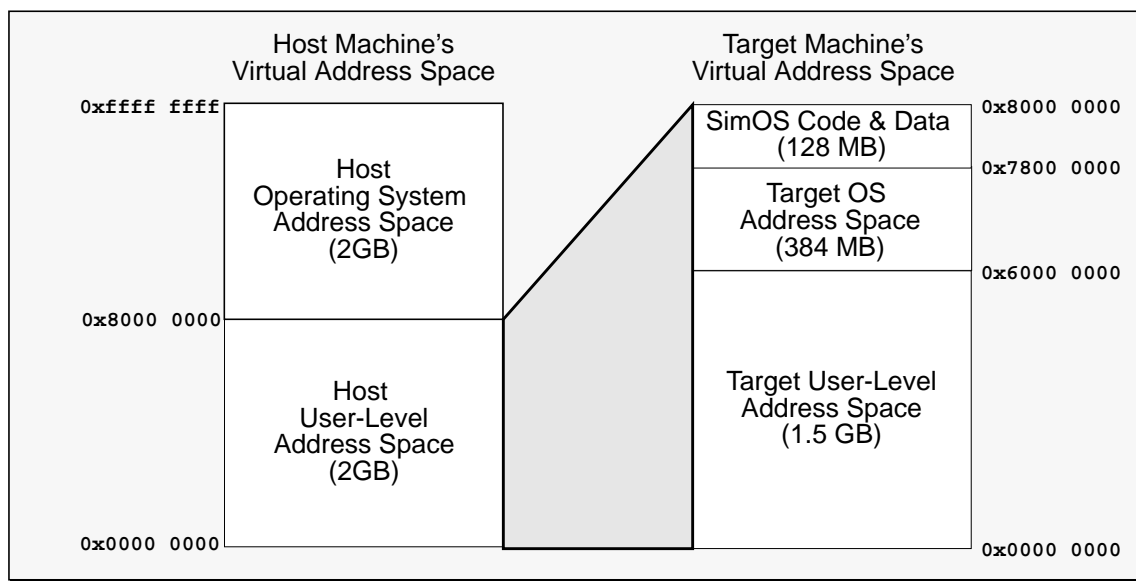 Host Machine's
Virtual Address Space
0xffff ffff
Host
Operating System
Address Space
(2GB)
0x8000 0000
Host
User-Level
Address Space
(2GB)
0x0000 0000
Target Machine's
Virtual Address Space
0x8000 0000
SimOS Code & Data
(128 MB)
0x7800 0000
Target OS
Address Space
(384 MB)
0x6000 0000
Target User-Level
Address Space
(1.5 GB)
0x0000 0000